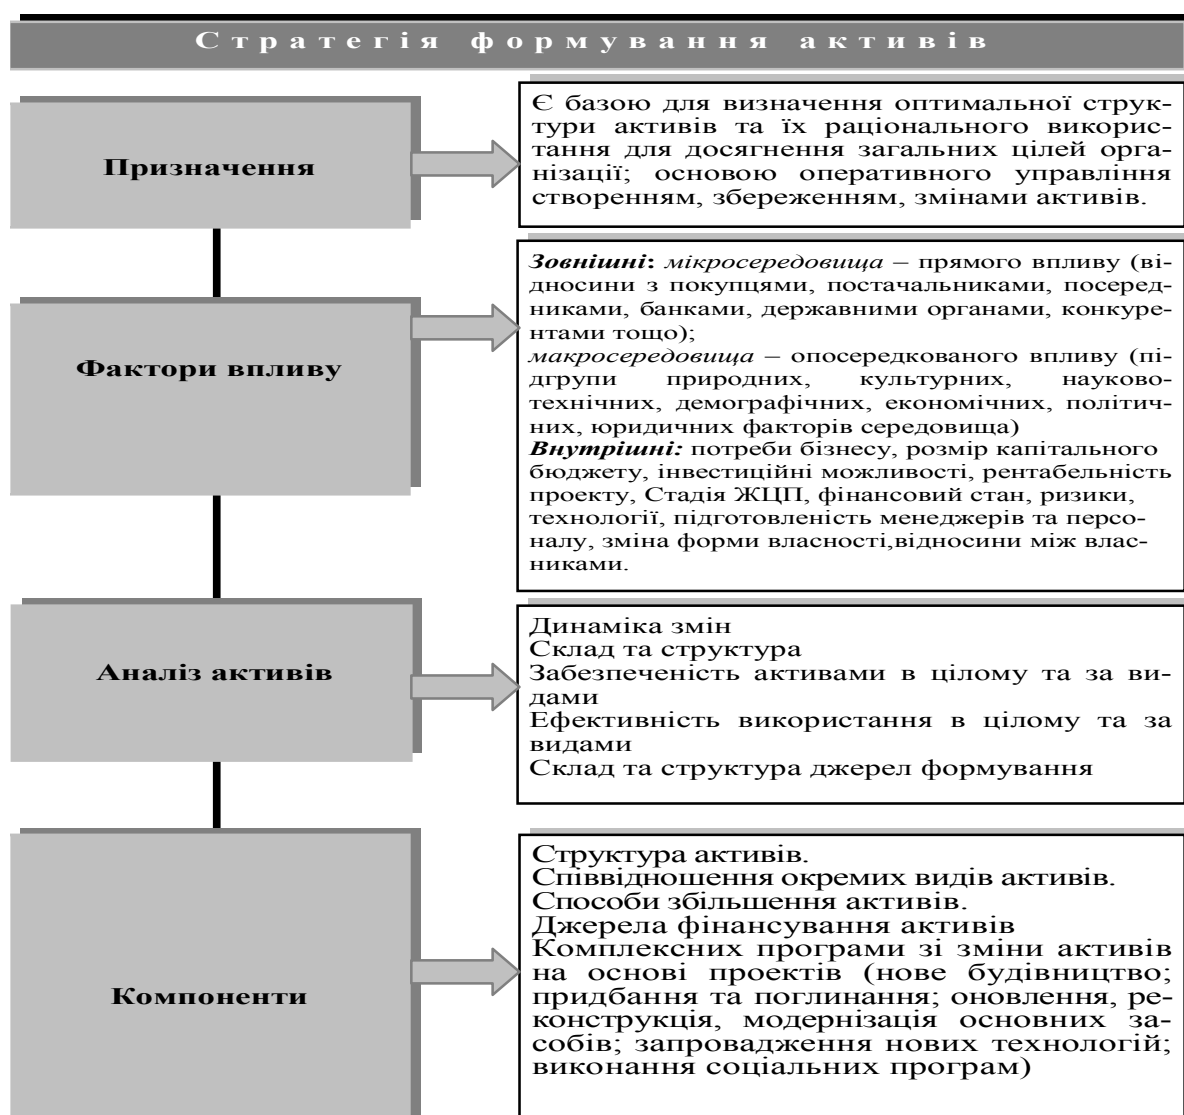 Стратегія формування активів
Призначення
Є базою для визначення оптимальної струк-
тури активів та їх раціонального викорис-
тання для досягнення загальних цілей орга-
нізації; основою оперативного управління
створенням, збереженням, змінами активів.
Фактори впливу
Зовнішні: мікросередовища – прямого впливу (ві-
дносини з покупцями, постачальниками, посеред-
никами, банками, державними органами, конкуре-
нтами тощо);
макросередовища – опосередкованого впливу (пі-
дгрупи природних, культурних, науково-
технічних, демографічних, економічних, політич-
них, юридичних факторів середовища)
Внутрішні: потреби бізнесу, розмір капітального
бюджету, інвестиційні можливості, рентабельність
проекту, Стадія ЖЦП, фінансовий стан, ризики,
технології, підготовленість менеджерів та персо-
налу, зміна форми власності,відносини між влас-
никами.
Аналіз активів
Динаміка змін
Склад та структура
Забезпеченість активами в цілому та за ви-
дами
Ефективність використання в цілому та за
видами
Склад та структура джерел формування
Компоненти
Структура активів.
Співвідношення окремих видів активів.
Способи збільшення активів.
Джерела фінансування активів
Комплексних програми зі зміни активів
на основі проектів (нове будівництво;
придбання та поглинання; оновлення, ре-
конструкція, модернізація основних за-
собів; запровадження нових технологій;
виконання соціальних програм)